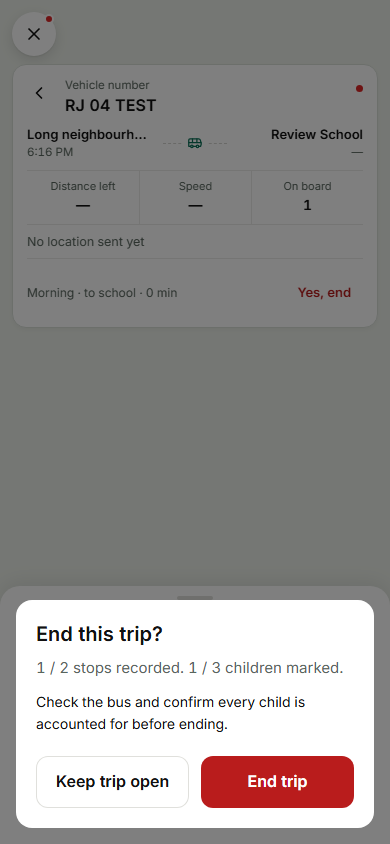 Vehicle number
RJ 04 TEST
Long neighbourh...
Review School
6:16 PM
—
Distance left
Speed
On board
—
—
1
No location sent yet
Morning · to school · 0 min
Yes, end
End this trip?
1 / 2 stops recorded. 1 / 3 children marked.
Check the bus and confirm every child is
accounted for before ending.
Keep trip open
End trip